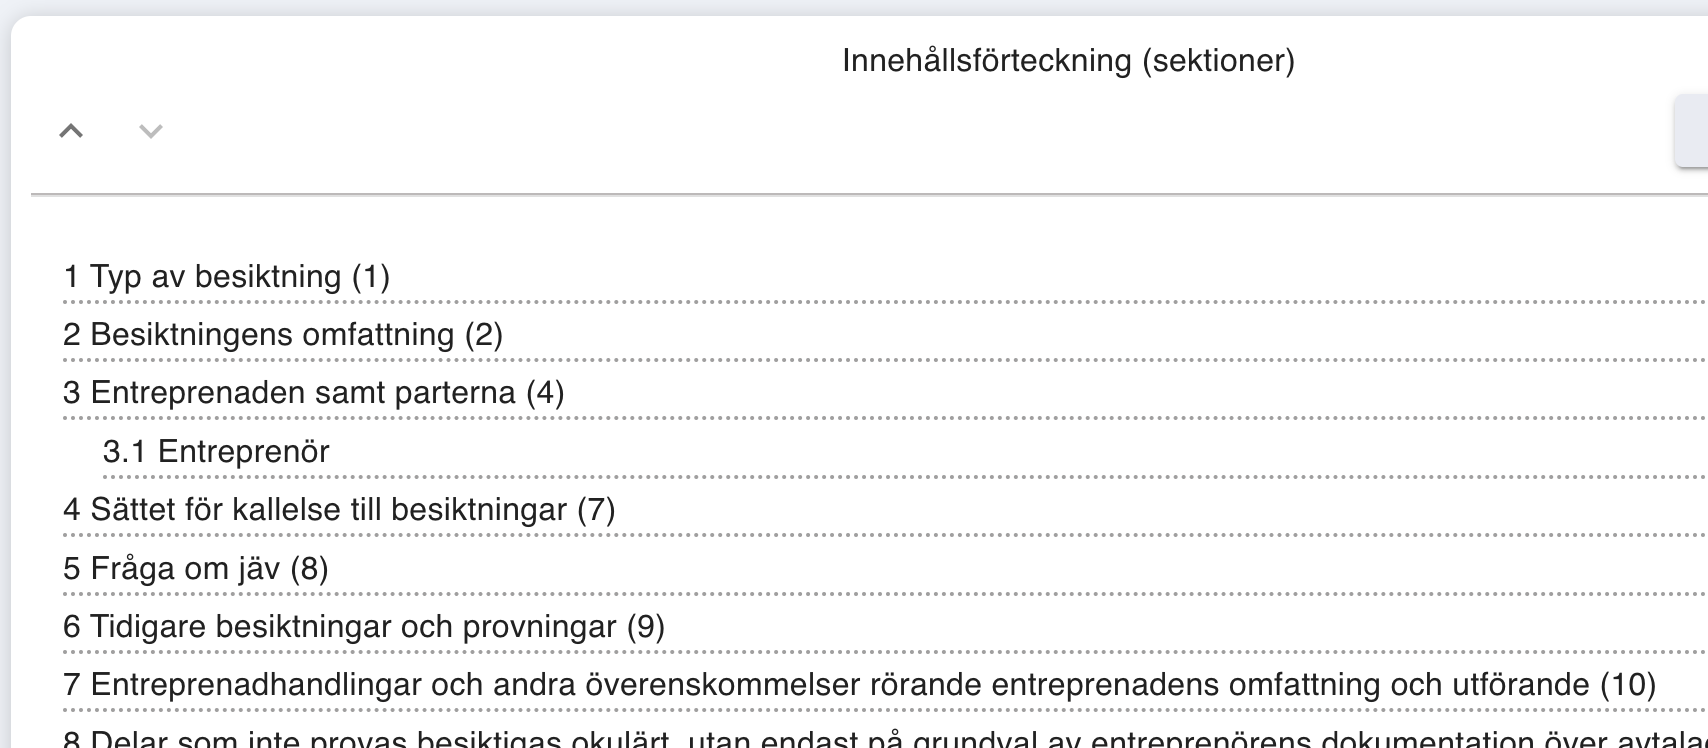 Innehållsförteckning (sektioner)
1 Typ av besiktning (1)
2 Besiktningens omfattning (2)
3 Entreprenaden samt parterna (4)
3.1 Entreprenör
4 Sättet för kallelse till besiktningar (7)
5 Fråga om jäv (8)
6 Tidigare besiktningar och provningar (9)
7 Entreprenadhandlingar och andra överenskommelser rörande entreprenadens omfattning och utförande (10)
8 Delar som inte provas besiktigas okulärt, utan endast på grundval av entreprenörens dokumentation över avtala